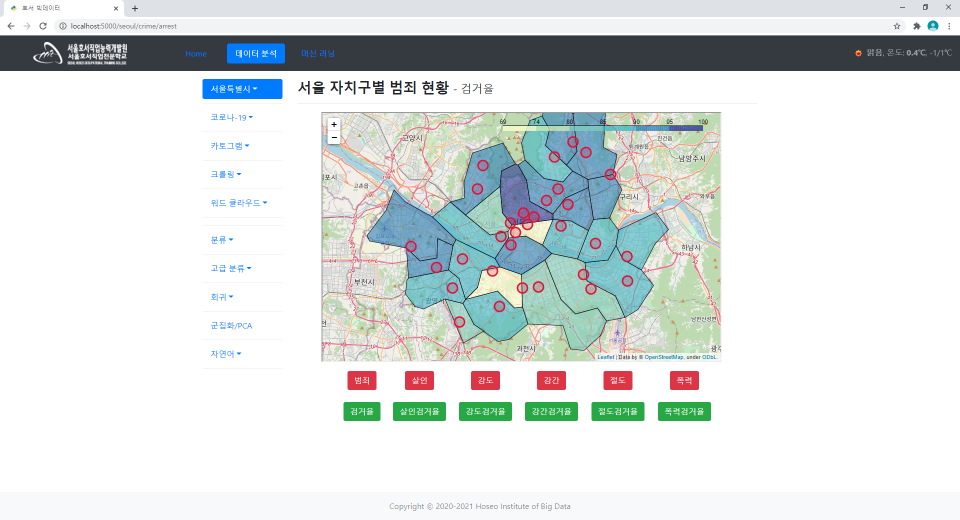 호서 빅데이터
localhost:5000/seoul/crime/arrest
서울호서직업능력개발원
서울호서직업전문학교
Home
데이터 분석
머신 러닝
맑음, 온도: 0.4℃, -1/1℃
서울특별시
코로나-19
카토그램
크롤링
워드 클라우드
분류
고급 분류
회귀
군집화/PCA
자연어
서울 자치구별 범죄 현황 - 검거율
+
−
69 74 80 85 90 95 100
고양시
남양주시
구리시
하남시
부천시
과천시
Leaflet | Data by © OpenStreetMap, under ODbL.
범죄
살인
강도
강간
절도
폭력
검거율
살인검거율
강도검거율
강간검거율
절도검거율
폭력검거율
Copyright © 2020-2021 Hoseo Institute of Big Data